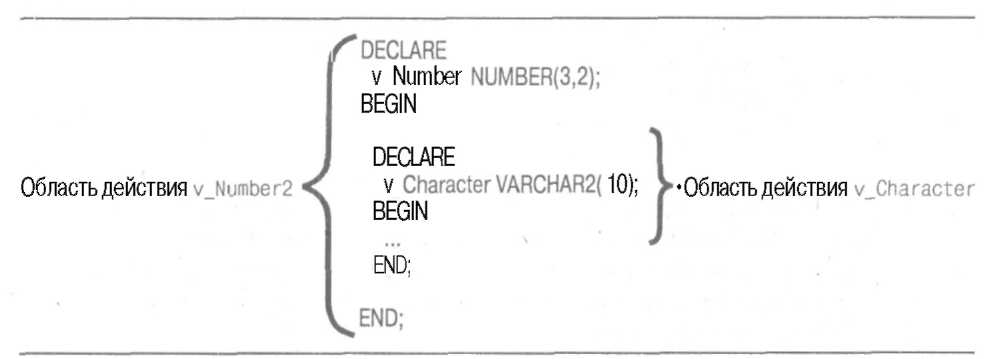 DECLARE
v Number NUMBER(3,2);
BEGIN
DECLARE
Область действия v_Number2
v Character VARCHAR2( 10);
•Область действия v_Character
BEGIN
...
END;
END;